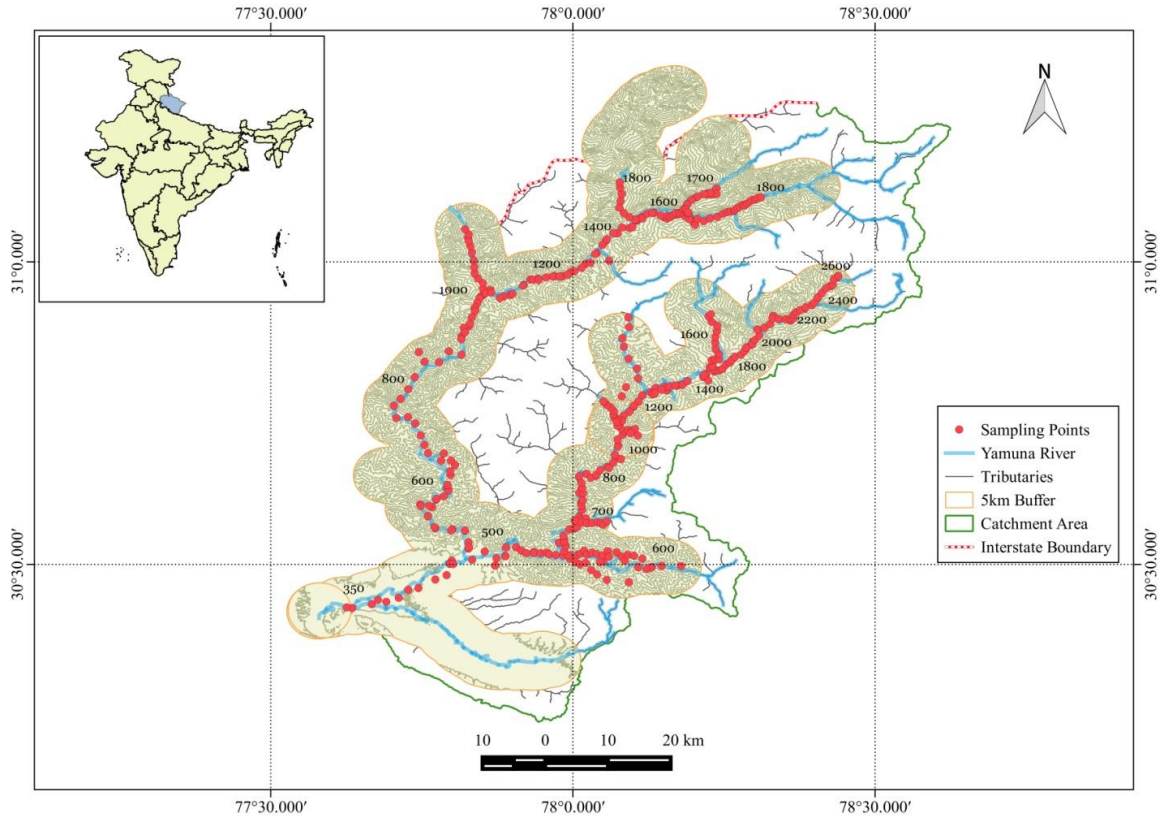 77°30.000′ 78°0.000′ 78°30.000′
N
1800 1700 1800
1600
1400
1200
31°0.000′ 31°0.000′
1000
2600
2400
2200
2000
1800
1600
1400
1200
1000
800
800
700
600
600
500
350
Sampling Points
Yamuna River
Tributaries
5km Buffer
Catchment Area
Interstate Boundary
30°30.000′ 30°30.000′
10 0 10 20 km
77°30.000′ 78°0.000′ 78°30.000′